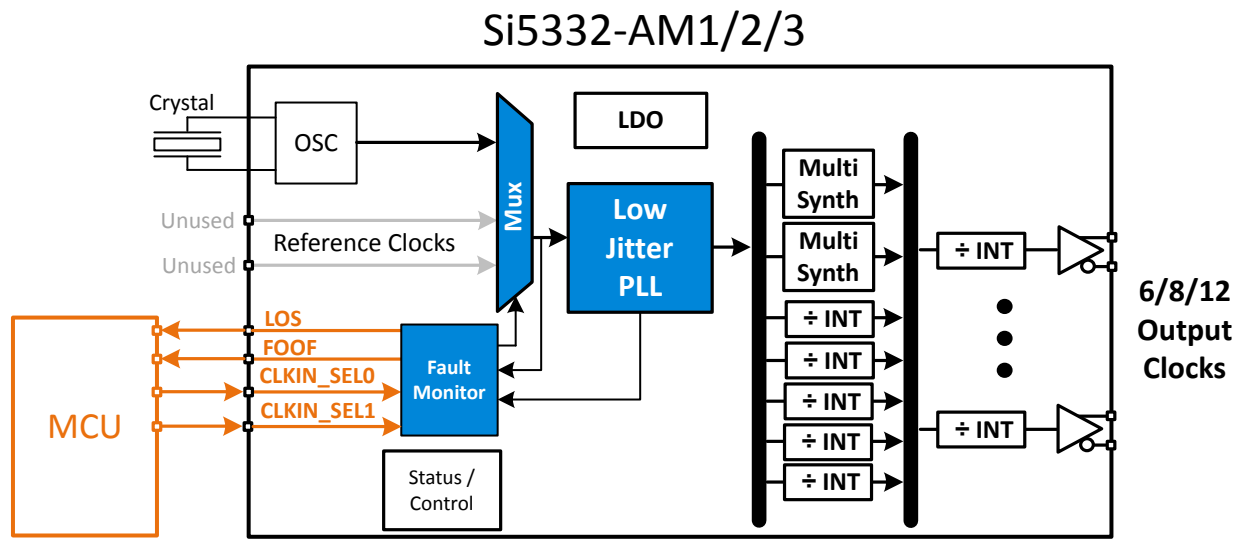 Si5332-AM1/2/3
Crystal
OSC
LDO
Mux
Unused
Reference Clocks
Unused
Low
Jitter
PLL
Multi
Synth
Multi
Synth
÷ INT
÷ INT
÷ INT
÷ INT
÷ INT
÷ INT
÷ INT
6/8/12
Output
Clocks
MCU
LOS
FOOF
CLKIN_SEL0
CLKIN_SEL1
Fault
Monitor
Status /
Control